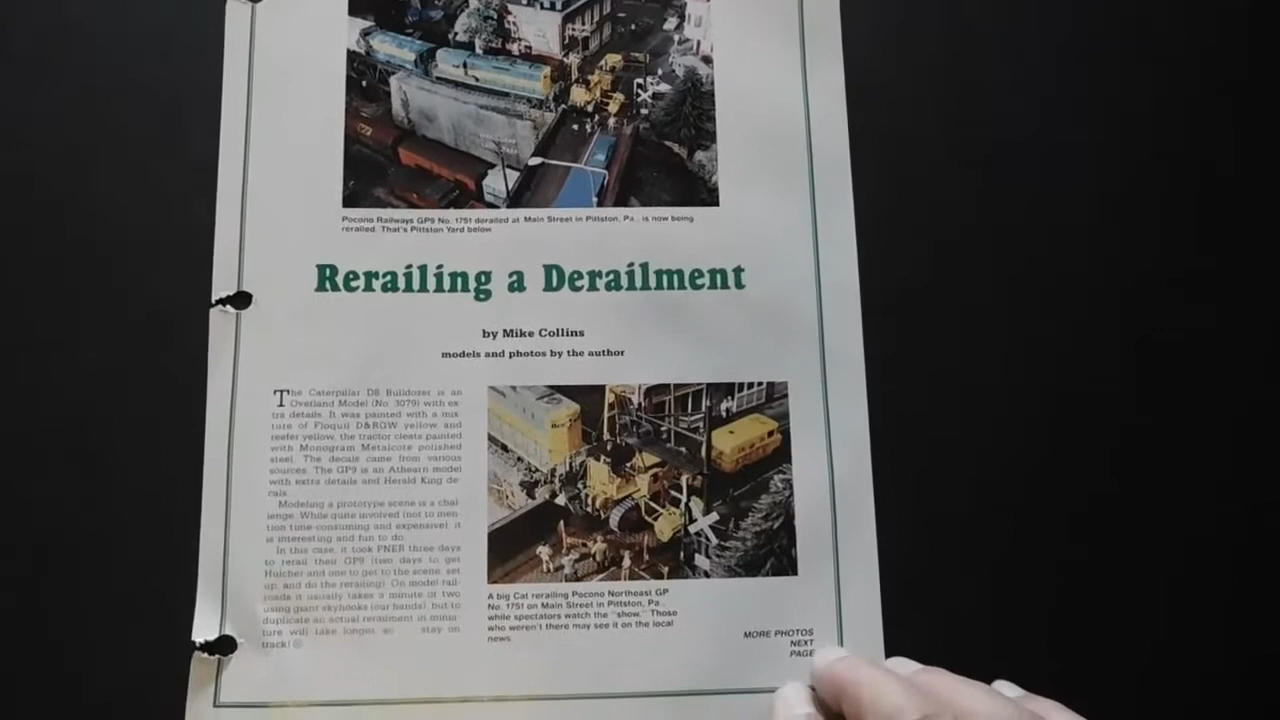 Pocono Railways GP9 No. 1751 derailed at Main Street in Pittston, Pa., is now being
rerailed. That's Pittston Yard below.
Rerailing a Derailment
by Mike Collins
models and photos by the author
The Caterpillar D8 Bulldozer is an
Overland Model (No. 3079) with ex-
tra details. It was painted with a mix-
ture of Floquil D&RGW yellow and
reefer yellow, the tractor cleats painted
with Monogram Metalcote polished
steel. The decals came from various
sources. The GP9 is an Athearn model
with extra details and Herald King de-
cals.
Modeling a prototype scene is a chal-
lenge. While quite involved (not to men-
tion time-consuming and expensive), it
is interesting and fun to do.
In this case, it took PNER three days
to rerail their GP9 (two days to get
Hulcher and one to get to the scene, set
up, and do the rerailing). On model rail-
roads it usually takes a minute or two
using giant skyhooks (our hands), but to
duplicate an actual rerailment in minia-
ture will take longer so stay on
track!
A big Cat rerailing Pocono Northeast GP
No. 1751 on Main Street in Pittston, Pa.,
while spectators watch the "show." Those
who weren't there may see it on the local
news.
MORE PHOTOS
NEXT
PAGE